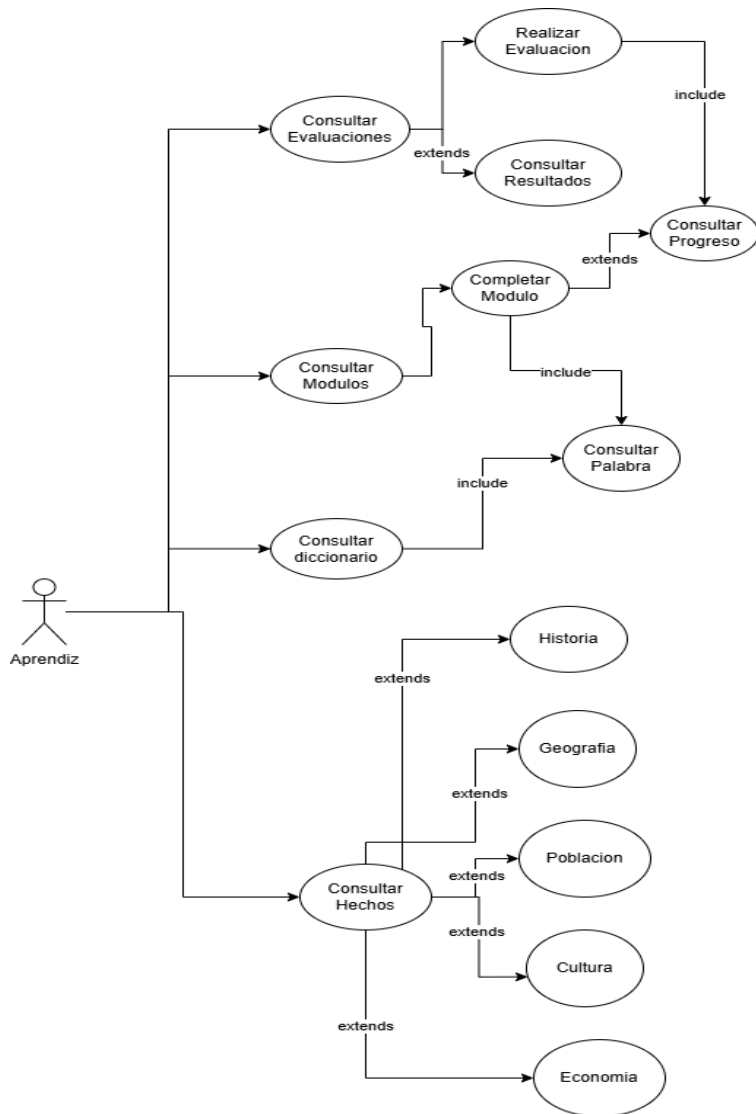 Realizar
Evaluacion
include
Consultar
Evaluaciones
extends
Consultar
Resultados
Consultar
Progreso
extends
Completar
Modulo
Consultar
Modulos
include
Consultar
Palabra
include
Consultar
diccionario
Aprendiz
Historia
extends
Geografia
extends
Poblacion
extends
Consultar
Hechos
extends
Cultura
extends
Economia